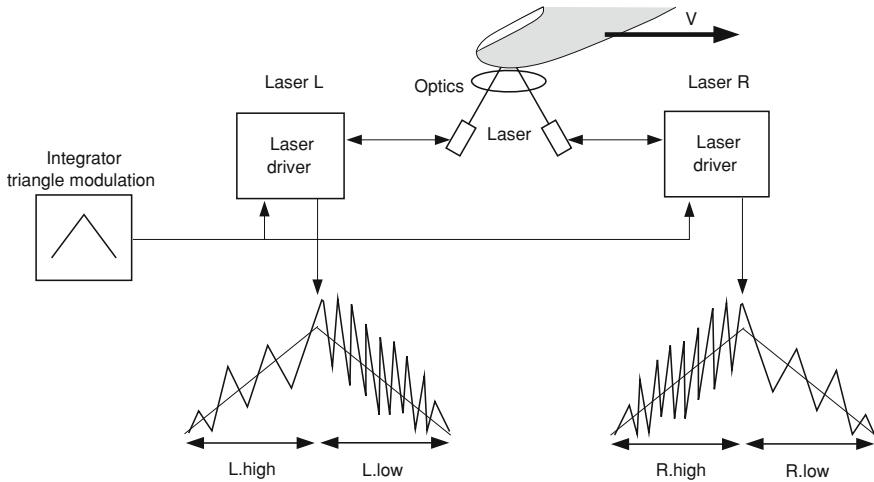 V
Laser L
Optics
Laser R
Laser
driver
Laser
Laser
driver
Integrator
triangle modulation
L.high
L.low
R.high
R.low